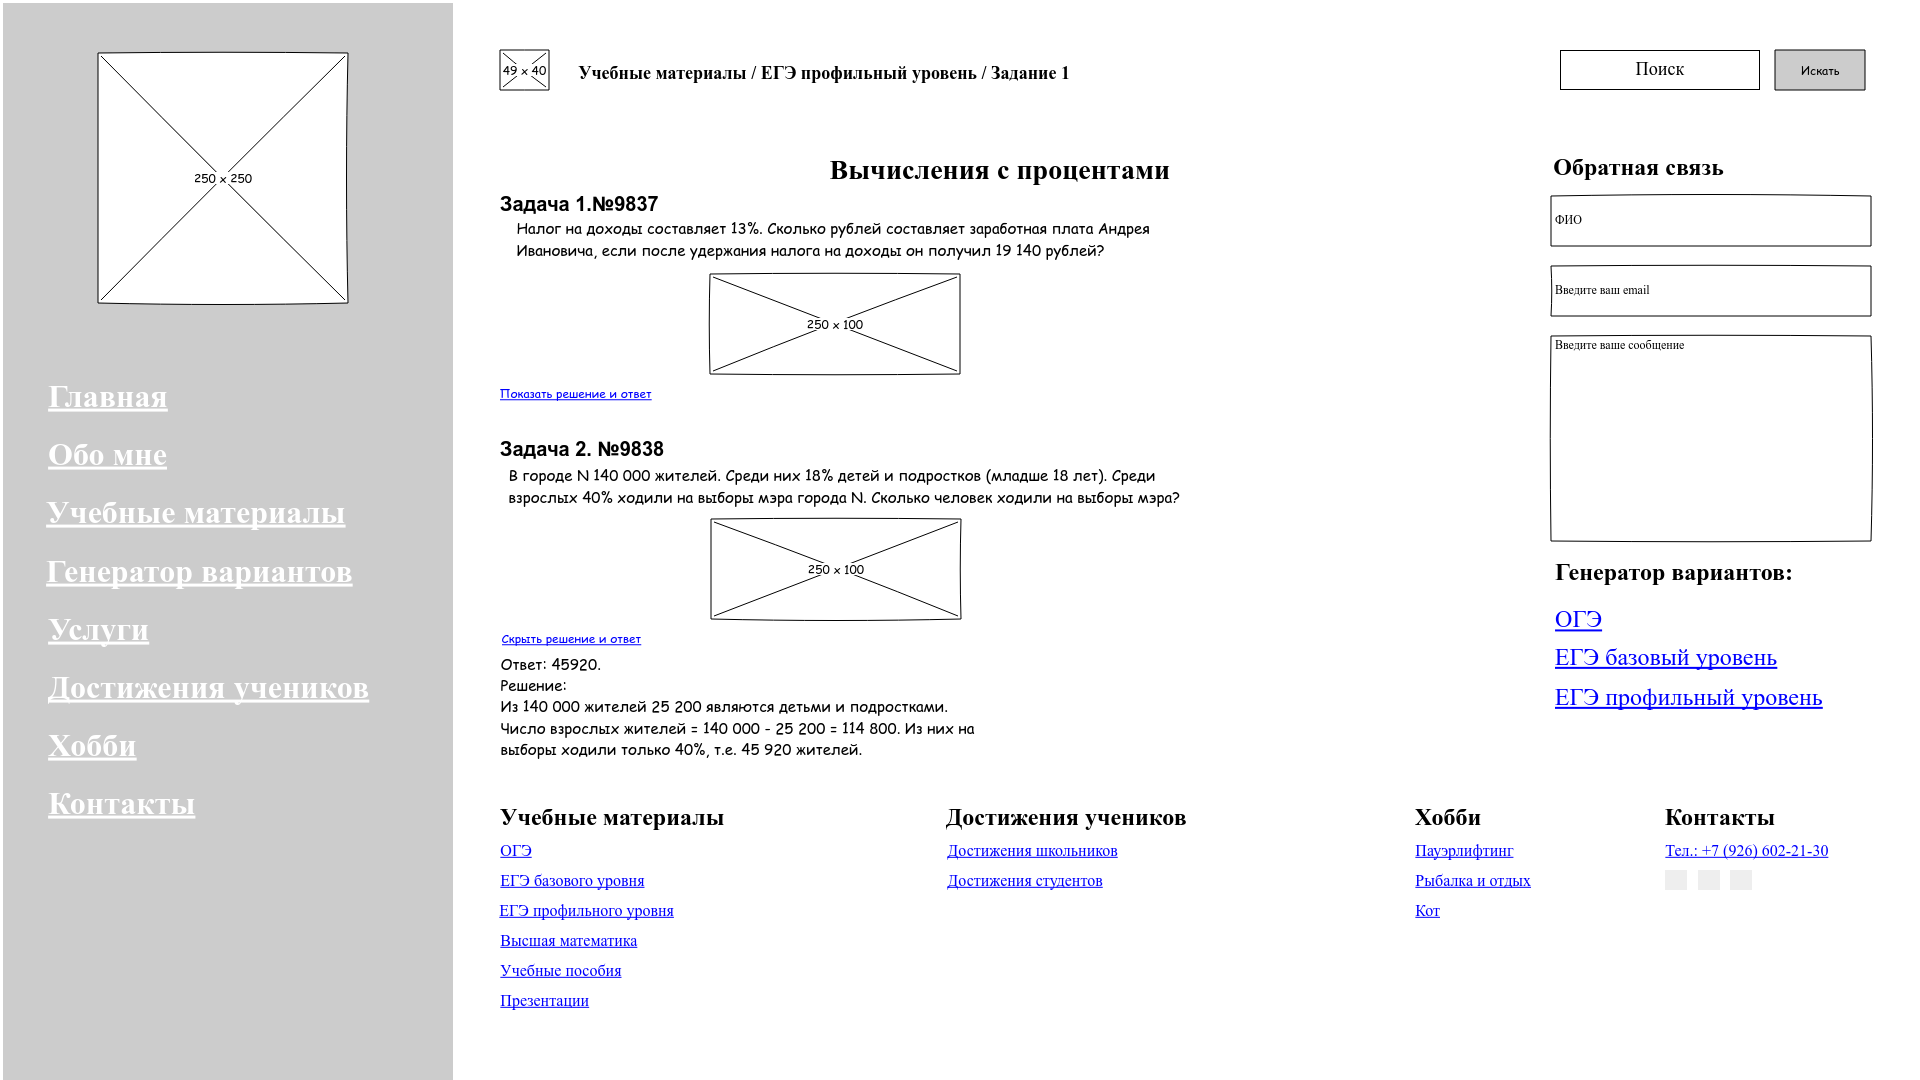 250 x 250
Главная
Обо мне
Учебные материалы
Генератор вариантов
Услуги
Достижения учеников
Хобби
Контакты
49 x 40
Учебные материалы / ЕГЭ профильный уровень / Задание 1
Поиск
Искать
Вычисления с процентами
Задача 1.№9837
Налог на доходы составляет 13%. Сколько рублей составляет заработная плата Андрея
Ивановича, если после удержания налога на доходы он получил 19 140 рублей?
250 x 100
Показать решение и ответ
Задача 2. №9838
В городе N 140 000 жителей. Среди них 18% детей и подростков (младше 18 лет). Среди
взрослых 40% ходили на выборы мэра города N. Сколько человек ходили на выборы мэра?
250 x 100
Скрыть решение и ответ
Ответ: 45920.
Решение:
Из 140 000 жителей 25 200 являются детьми и подростками.
Число взрослых жителей = 140 000 - 25 200 = 114 800. Из них на
выборы ходили только 40%, т.е. 45 920 жителей.
Обратная связь
ФИО
Введите ваш email
Введите ваше сообщение
Генератор вариантов:
ОГЭ
ЕГЭ базовый уровень
ЕГЭ профильный уровень
Учебные материалы
ОГЭ
ЕГЭ базового уровня
ЕГЭ профильного уровня
Высшая математика
Учебные пособия
Презентации
Достижения учеников
Достижения школьников
Достижения студентов
Хобби
Пауэрлифтинг
Рыбалка и отдых
Кот
Контакты
Тел.: +7 (926) 602-21-30